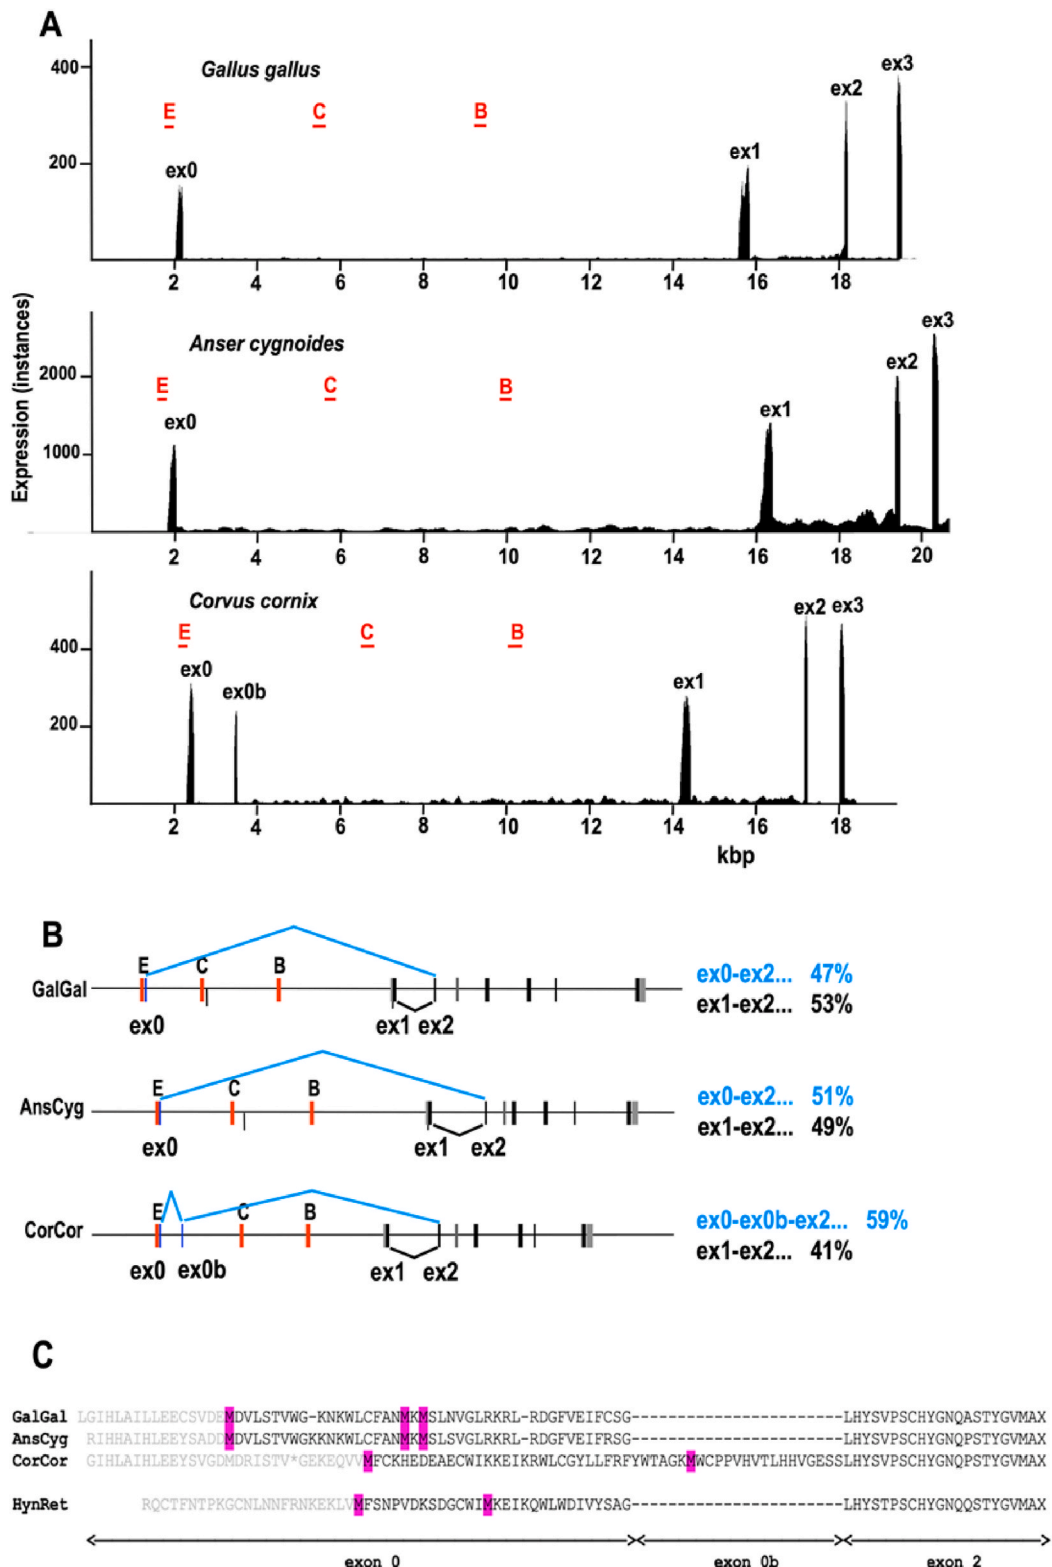 A
Gallus gallus
400
200
E
C
B
ex0
ex1
ex2
ex3
2 4 6 8 10 12 14 16 18
Expression (instances)
Anser cygnoides
2000
1000
E
C
B
ex0
ex1
ex2
ex3
2 4 6 8 10 12 14 16 18 20
Corvus cornix
400
200
E
C
B
ex0
ex0b
ex1
ex2 ex3
2 4 6 8 10 12 14 16 18
kbp
B
GalGal
E C B
ex0 ex1 ex2
ex0-ex2... 47%
ex1-ex2... 53%
AnsCyg
E C B
ex0 ex1 ex2
ex0-ex2... 51%
ex1-ex2... 49%
CorCor
E C B
ex0 ex0b ex1 ex2
ex0-ex0b-ex2... 59%
ex1-ex2... 41%
C
GalGal LGIHLAILLEECSVDEMDVLSTVWG-KNKWLCFANMKMSLNVGLRKRL-RDGFVEIFCSG-----------------------LHYSVPSCHYGNQASTYGVMAX
AnsCyg RIHHAIHLEEYSADDMDVLSTVWGKKNKWLCFANMKMSLSVGLRKRL-RDGFVEIFRSG-----------------------LHYSVPSCHYGNQPSTYGVMAX
CorCor GIHLAIHLEEYSVGDMDRISTV*GEKEQVVMFCKHEDEAECWIKKEIKRWLCGYLLFRFYWTAGKMWCPPVHVTLHHVGESSLHYSVPSCHYGNQPSTYGVMAX
HynRet RQCTFNTPKGCNLNNFRNKEKLVMFSNPVDKSDGCWIMKEIKQWLWDIVYSAG-----------------------LHYSTPSCHYGNQQSTYGVMAX
exon 0 exon 0b exon 2